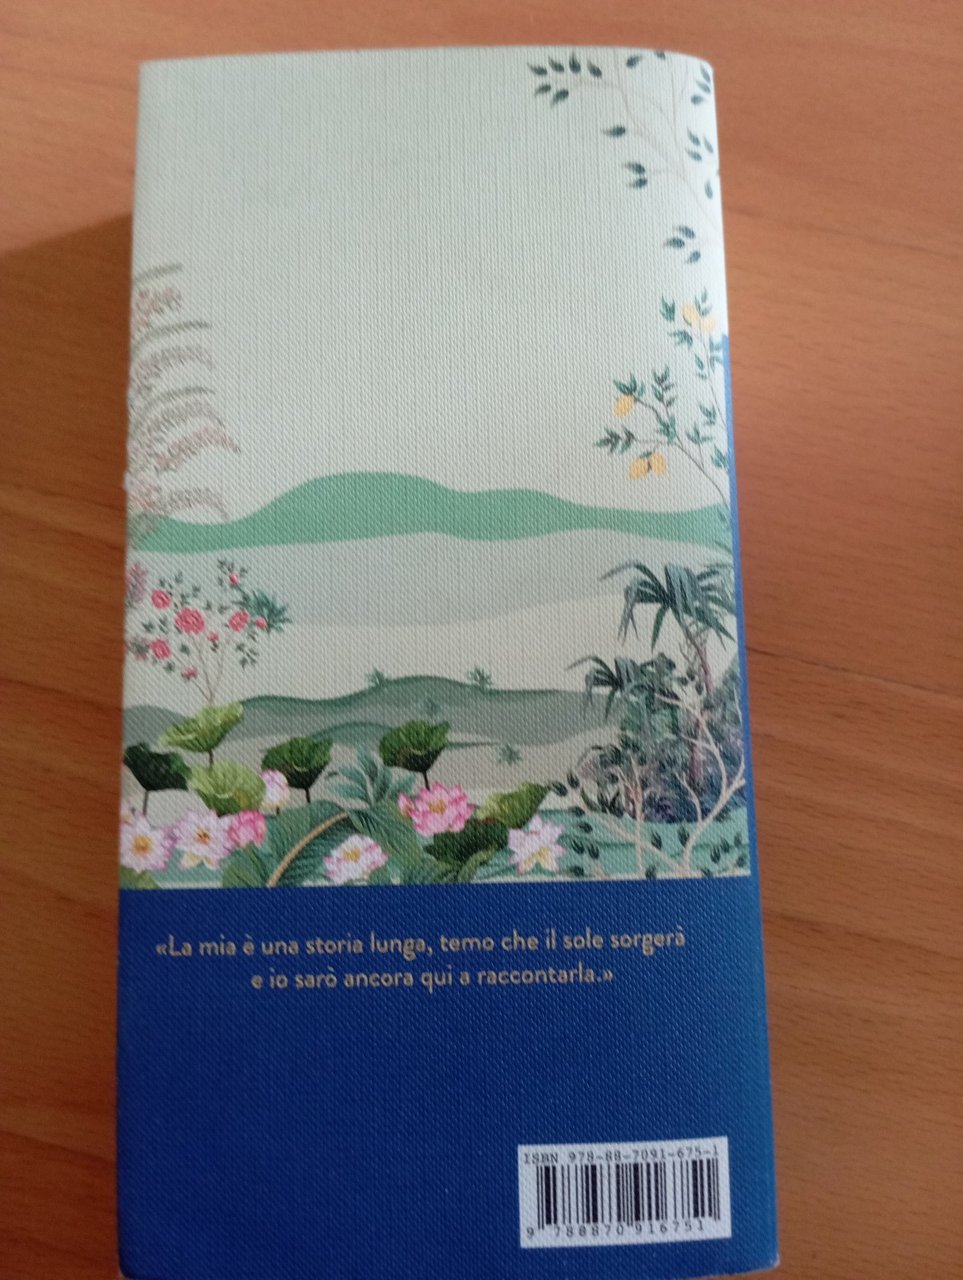 «La mia è una storia lunga, temo che il sole sorgerà
e io sarò ancora qui a raccontarla.»
ISBN 978-88-7091-675-1
9 788870 916751